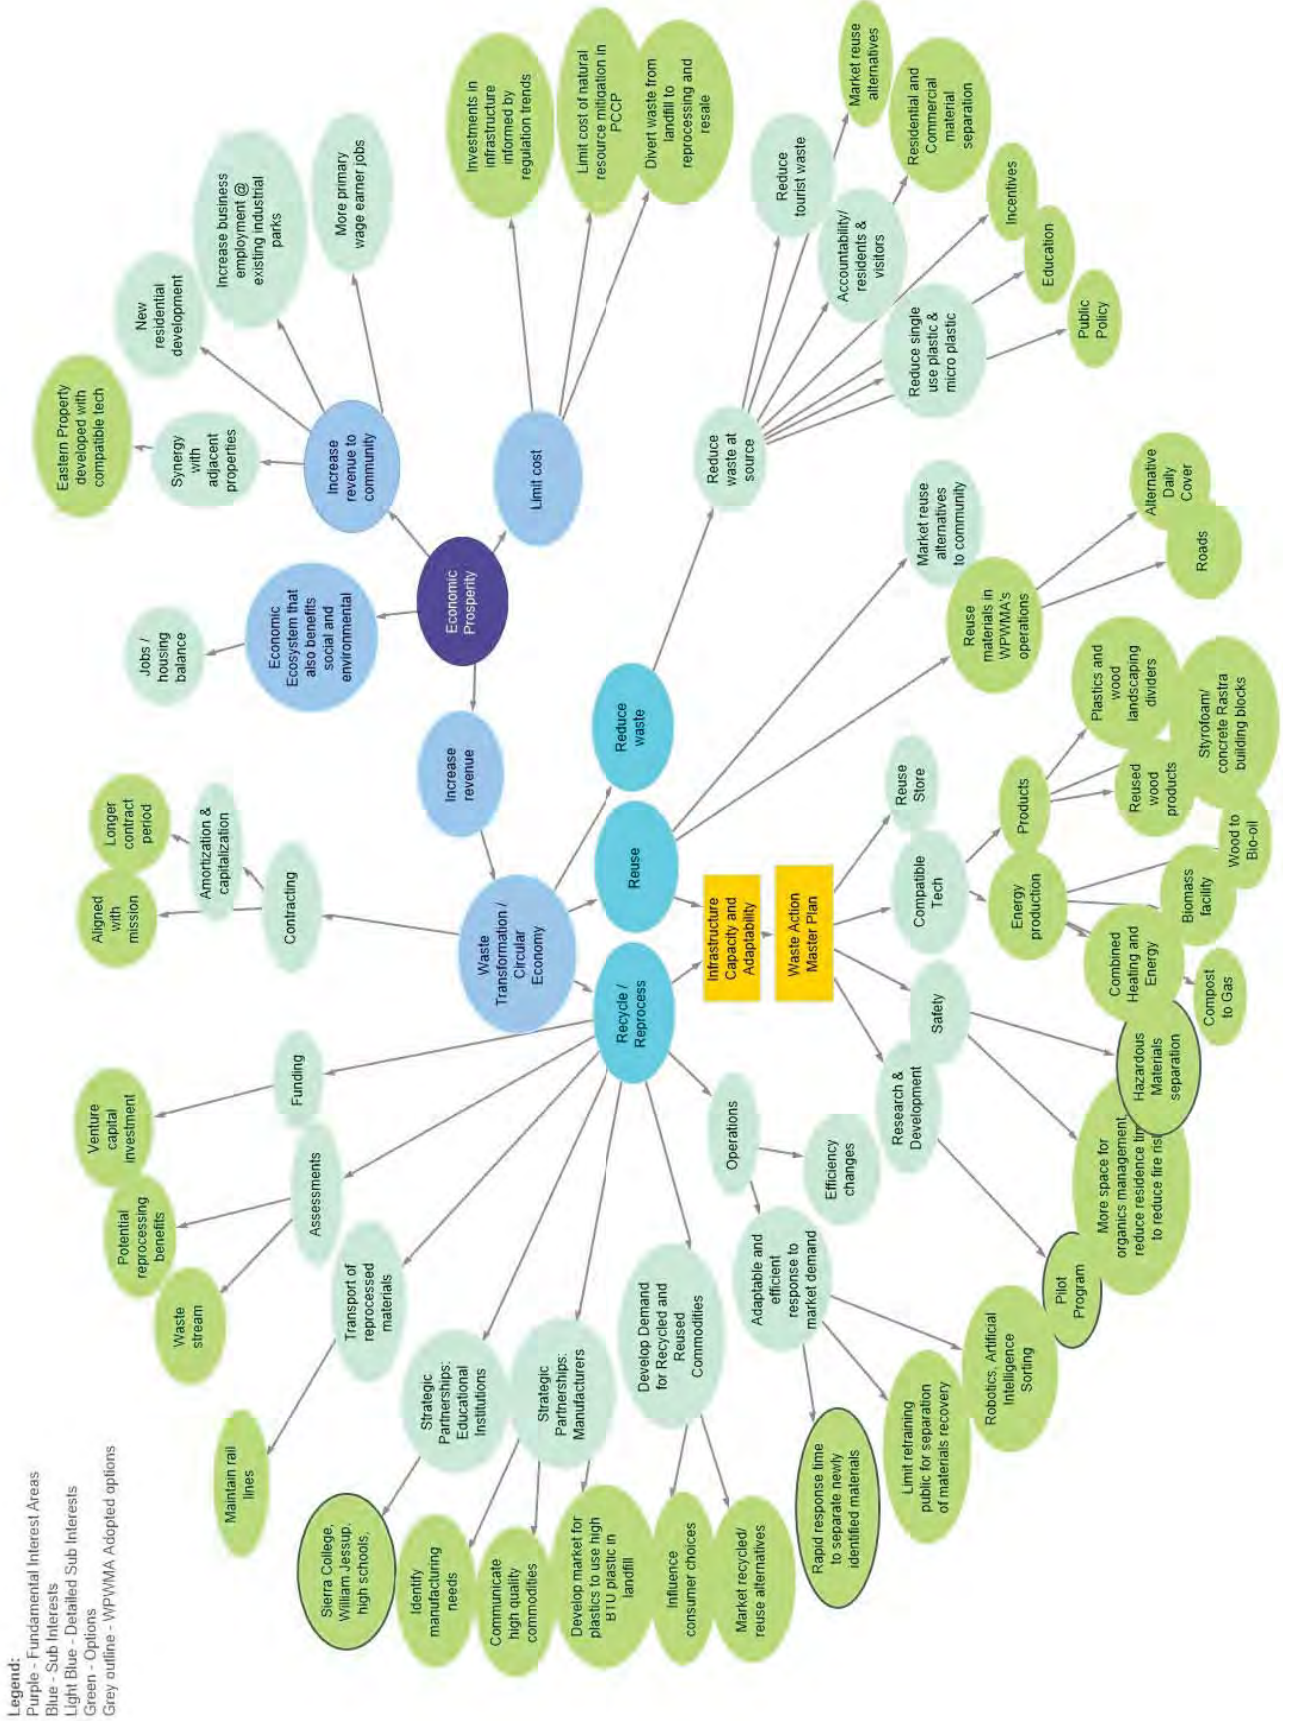 Legend:
Purple - Fundamental Interest Areas
Blue - Sub Interests
Light Blue - Detailed Sub Interests
Green - Options
Grey outline - WPWMA Adopted options
Maintain rail
lines
Sierra College,
William Jessup,
high schools,
Identify
manufacturing
needs
Communicate
high quality
commodities
Develop market for
plastics to use high
BTU plastic in
landfill
Influence
consumer choices
Market recycled/
reuse alternatives
Rapid response time
to separate newly
identified materials
Limit retraining
public for separation
of materials recovery
Robotics, Artificial
Intelligence
Sorting
Pilot
Program
More space for
organics management,
reduce residence
to reduce fire
Hazardous
Materials
separation
Waste
stream
Potential
reprocessing
benefits
Venture
capital
investment
Funding
Assessments
Transport of
reprocessed
materials
Strategic
Partnerships:
Educational
Institutions
Strategic
Partnerships:
Manufacturers
Develop Demand
for Recycled and
Reused
Commodities
Adaptable and
efficient
response to
market demand
Efficiency
changes
Operations
Research &
Development
Safety
Compost
to Gas
Combined
Heating and
Energy
Biomass
facility
Wood to
Bio-oil
Energy
production
Compatible
Tech
Reuse
Store
Products
Reused
wood
products
Plastics and
wood
landscaping
dividers
Styrofoam/
concrete Rastra
building blocks
Aligned
with
mission
Longer
contract
period
Amortization &
capitalization
Contracting
Waste
Transformation /
Circular
Economy
Recycle /
Reprocess
Reuse
Reduce
waste
Infrastructure
Capacity and
Adaptability
Waste Action
Master Plan
Increase
revenue
Jobs /
housing
balance
Economic
Ecosystem that
also benefits
social and
environmental
Economic
Prosperity
Eastern Property
developed with
compatible tech
Synergy
with
adjacent
properties
New
residential
development
Increase business
employment @
existing industrial
parks
More primary
wage earner jobs
Increase
revenue to
community
Limit cost
Investments in
infrastructure
informed by
regulation trends
Limit cost of natural
resource mitigation in
PCCP
Divert waste from
landfill to
reprocessing and
resale
Reduce
waste at
source
Reduce
tourist waste
Accountability/
residents &
visitors
Reduce single
use plastic &
micro plastic
Market reuse
alternatives
Residential and
Commercial
material
separation
Incentives
Education
Public
Policy
Market reuse
alternatives
to community
Reuse
materials in
WPWMA's
operations
Alternative
Daily
Cover
Roads